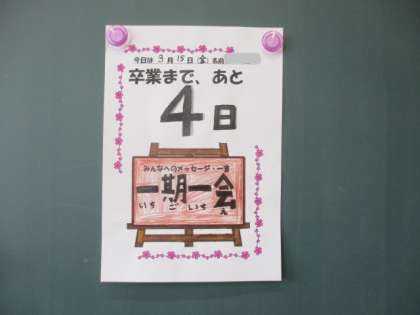 今日は 3月 15日(金) 名前
卒業まで、あと
4日
みんなへのメッセージ・一言
一期一会
いち ご いち え